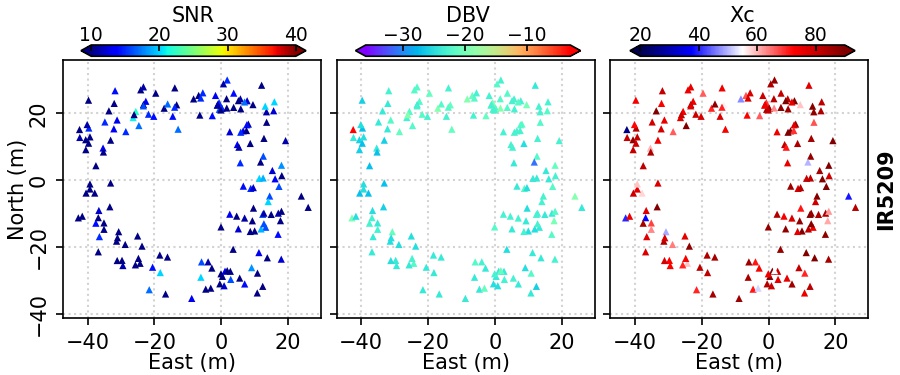 SNR DBV Xc
10 20 30 40 −30 −20 −10 20 40 60 80
20
0
−20
−40
North (m)
−40 −20 0 20 −40 −20 0 20 −40 −20 0 20
East (m) East (m) East (m)
IR5209